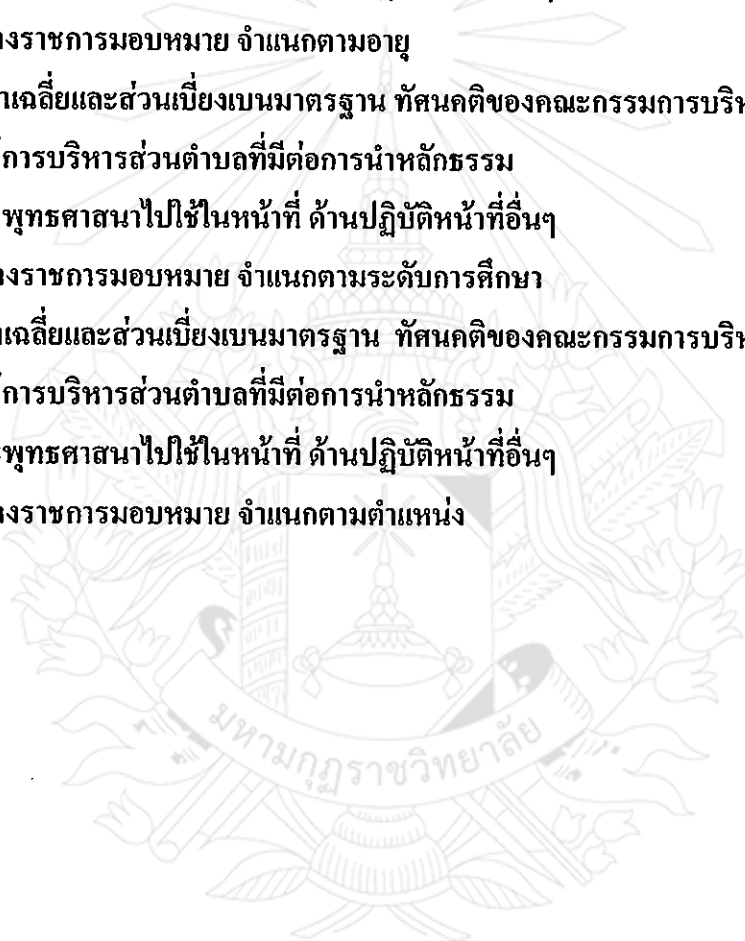 งราชการมอบหมาย จำแนกตามอายุ
าเฉลี่ยและส่วนเบี่ยงเบนมาตรฐาน ทัศนคติของคณะกรรมการบริห
การบริหารส่วนตำบลที่มีต่อการนำหลักธรรม
พุทธศาสนาไปใช้ในหน้าที่ ด้านปฏิบัติหน้าที่อื่นๆ
งราชการมอบหมาย จำแนกตามระดับการศึกษา
าเฉลี่ยและส่วนเบี่ยงเบนมาตรฐาน ทัศนคติของคณะกรรมการบริห
การบริหารส่วนตำบลที่มีต่อการนำหลักธรรม
พุทธศาสนาไปใช้ในหน้าที่ ด้านปฏิบัติหน้าที่อื่นๆ
งราชการมอบหมาย จำแนกตามตำแหน่ง
มหามกุฏราชวิทยาลัย